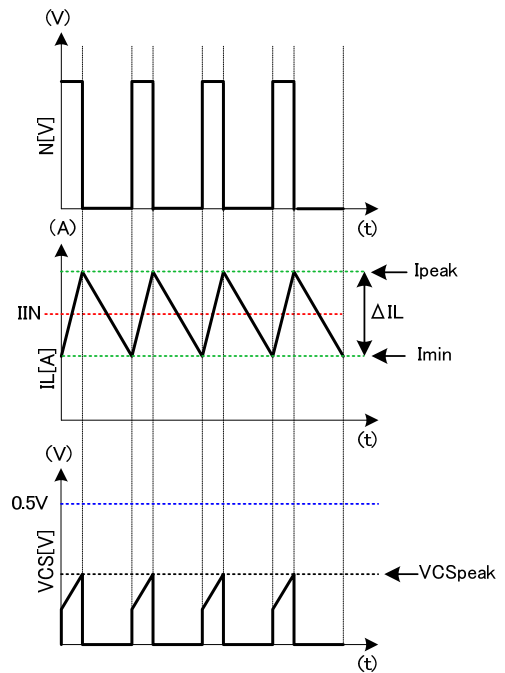 (V)
N[V]
(t)
(A)
Ipeak
IIN
ΔIL
Imin
IL[A]
(t)
(V)
0.5V
VCS[V]
VCSpeak
(t)